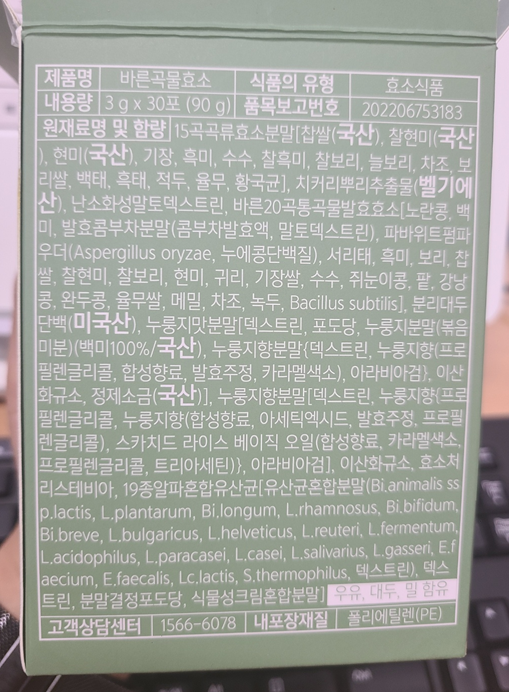 제품명 바른곡물효소 식품의 유형 효소식품
내용량 3 g x 30포 (90 g) 품목보고번호 202206753183
원재료명 및 함량 15곡곡류효소분말[찹쌀(국산), 찰현미(국산
), 현미(국산), 기장, 흑미, 수수, 찰흑미, 찰보리, 늘보리, 차조, 보
리쌀, 백태, 흑태, 적두, 율무, 황국균], 치커리뿌리추출물(벨기에
산), 난소화성말토덱스트린, 바른20곡통곡물발효효소[노란콩, 백
미, 발효콤부차분말(콤부차발효액, 말토덱스트린), 파바위트펌파
우더(Aspergillus oryzae, 누에콩단백질), 서리태, 흑미, 보리, 찹
쌀, 찰현미, 찰보리, 현미, 귀리, 기장쌀, 수수, 쥐눈이콩, 팥, 강낭
콩, 완두콩, 율무쌀, 메밀, 차조, 녹두, Bacillus subtilis], 분리대두
단백(미국산), 누룽지맛분말[덱스트린, 포도당, 누룽지분말(볶음
미분)(백미100%/국산), 누룽지향분말{덱스트린, 누룽지향(프로
필렌글리콜, 합성향료, 발효주정, 카라멜색소), 아라비아검}, 이산
화규소, 정제소금(국산)], 누룽지향분말[덱스트린, 누룽지향{프로
필렌글리콜, 누룽지향(합성향료, 아세틱엑시드, 발효주정, 프로필
렌글리콜), 스카치드 라이스 베이직 오일(합성향료, 카라멜색소,
프로필렌글리콜, 트리아세틴)}, 아라비아검], 이산화규소, 효소처
리스테비아, 19종알파혼합유산균[유산균혼합분말(Bi.animalis ss
p.lactis, L.plantarum, Bi.longum, L.rhamnosus, Bi.bifidum,
Bi.breve, L.bulgaricus, L.helveticus, L.reuteri, L.fermentum,
L.acidophilus, L.paracasei, L.casei, L.salivarius, L.gasseri, E.f
aecium, E.faecalis, Lc.lactis, S.thermophilus, 덱스트린), 덱스
트린, 분말결정포도당, 식물성크림혼합분말] 우유, 대두, 밀 함유
고객상담센터 1566-6078 내포장재질 폴리에틸렌(PE)